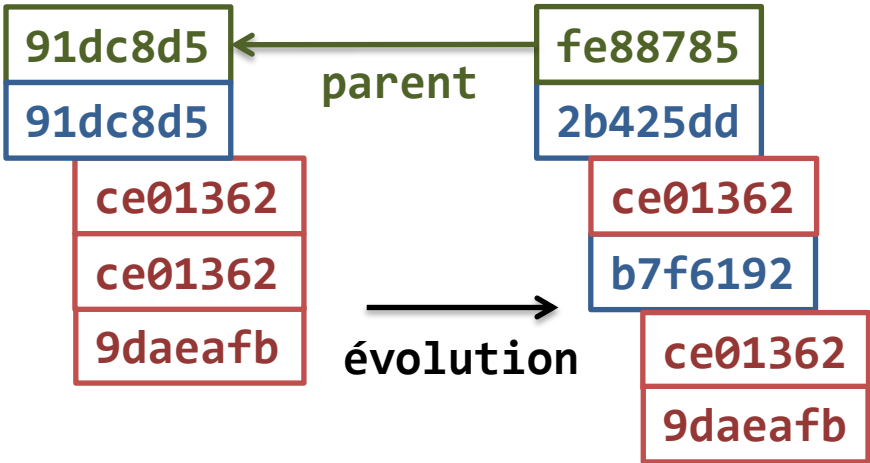 91dc8d5
fe88785
parent
91dc8d5
2b425dd
ce01362
ce01362
ce01362
b7f6192
9daeafb
évolution
ce01362
9daeafb